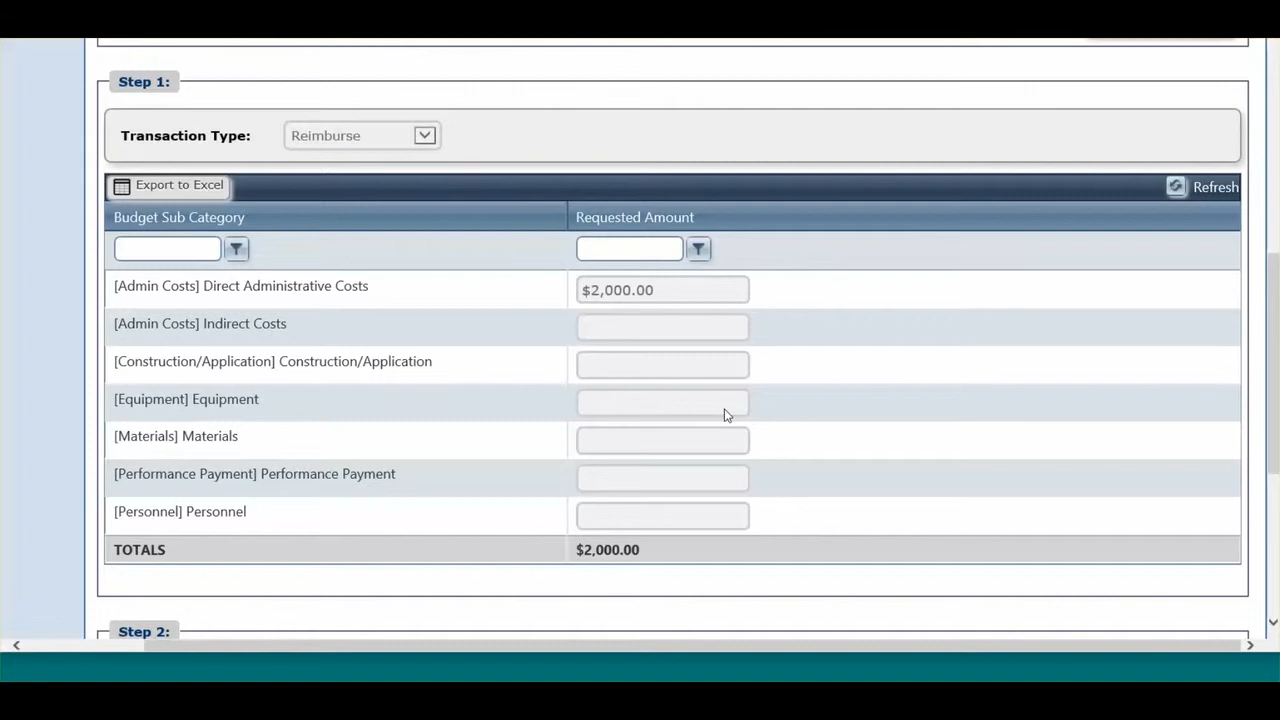 Step 1:
Transaction Type: Reimburse
Export to Excel Refresh
Budget Sub Category Requested Amount
[Admin Costs] Direct Administrative Costs $2,000.00
[Admin Costs] Indirect Costs
[Construction/Application] Construction/Application
[Equipment] Equipment
[Materials] Materials
[Performance Payment] Performance Payment
[Personnel] Personnel
TOTALS $2,000.00
Step 2: